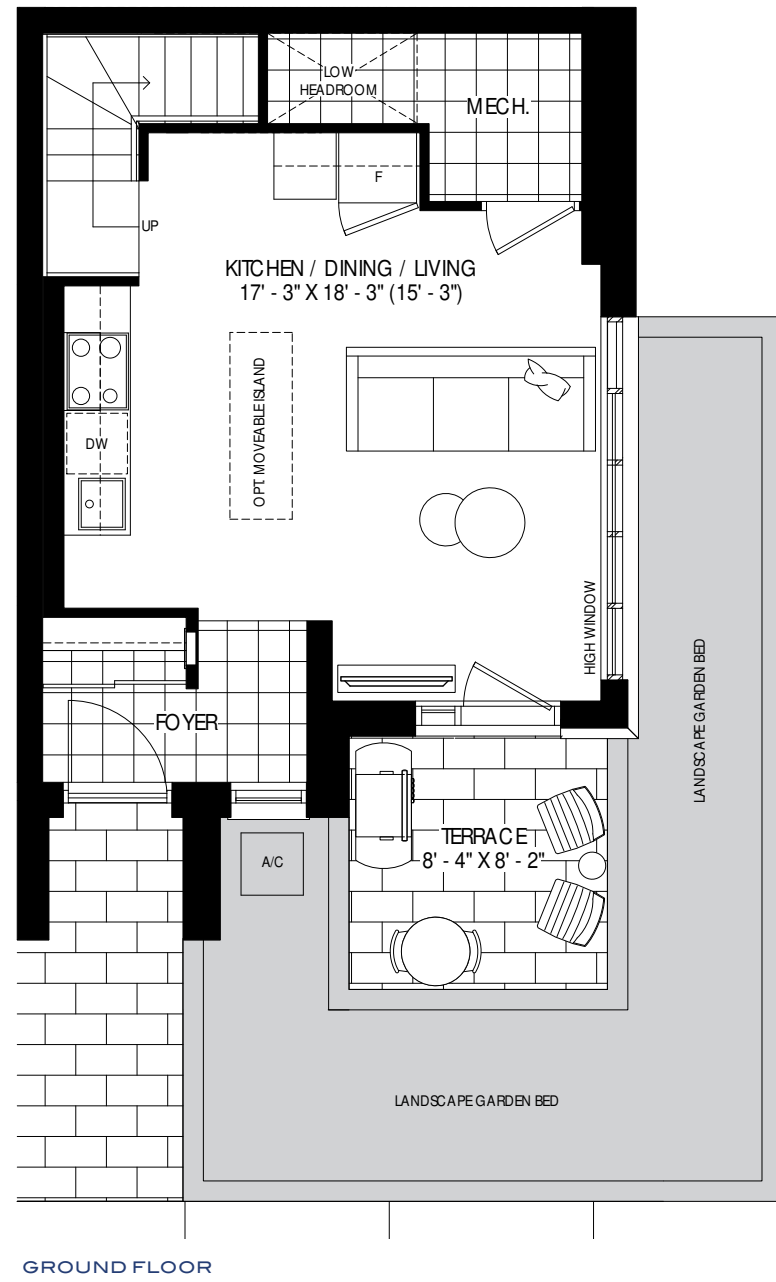 LOW
HEADROOM
MECH.
F
UP
KITCHEN / DINING / LIVING
17' - 3" X 18' - 3" (15' - 3")
OPT. MOVEABLE ISLAND
DW
HIGH WINDOW
LANDSCAPE GARDEN BED
FOYER
TERRACE
8' - 4" X 8' - 2"
A/C
LANDSCAPE GARDEN BED
GROUND FLOOR